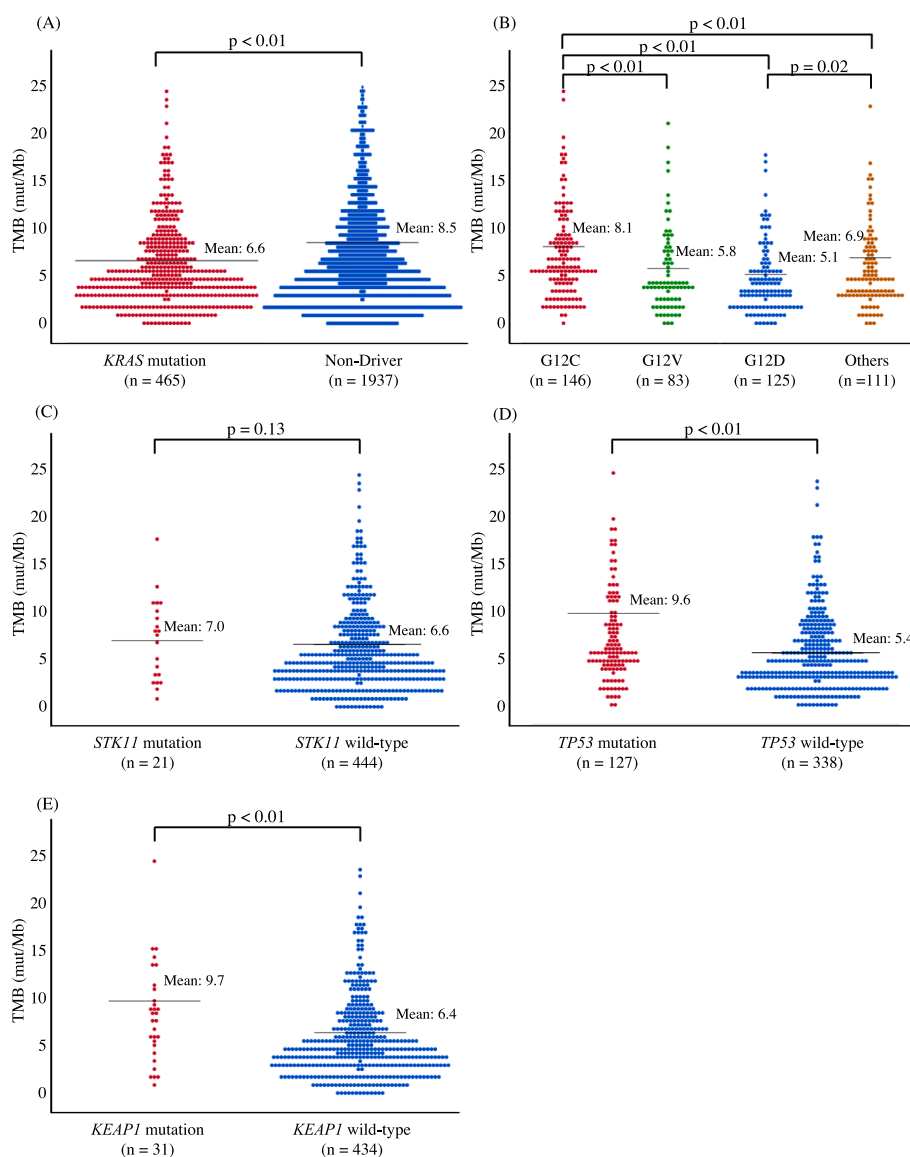 (A)
p < 0.01
TMB (mut/Mb)
25
20
15
10
5
0
Mean: 6.6
Mean: 8.5
KRAS mutation
(n = 465)
Non-Driver
(n = 1937)
(B)
p < 0.01
p < 0.01
p < 0.01
p = 0.02
TMB (mut/Mb)
25
20
15
10
5
0
Mean: 8.1
Mean: 5.8
Mean: 5.1
Mean: 6.9
G12C
(n = 146)
G12V
(n = 83)
G12D
(n = 125)
Others
(n =111)
(C)
p = 0.13
TMB (mut/Mb)
25
20
15
10
5
0
Mean: 7.0
Mean: 6.6
STK11 mutation
(n = 21)
STK11 wild-type
(n = 444)
(D)
p < 0.01
TMB (mut/Mb)
25
20
15
10
5
0
Mean: 9.6
Mean: 5.4
TP53 mutation
(n = 127)
TP53 wild-type
(n = 338)
(E)
p < 0.01
TMB (mut/Mb)
25
20
15
10
5
0
Mean: 9.7
Mean: 6.4
KEAP1 mutation
(n = 31)
KEAP1 wild-type
(n = 434)